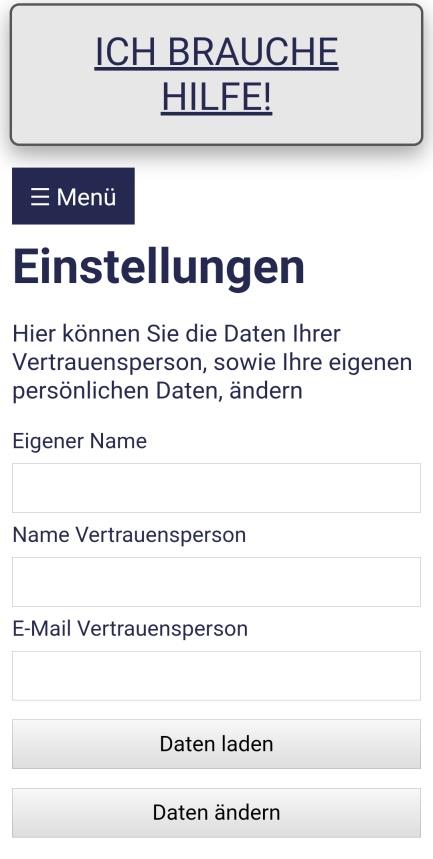 ICH BRAUCHE
HILFE!
☰ Menü
Einstellungen
Hier können Sie die Daten Ihrer
Vertrauensperson, sowie Ihre eigenen
persönlichen Daten, ändern
Eigener Name
Name Vertrauensperson
E-Mail Vertrauensperson
Daten laden
Daten ändern